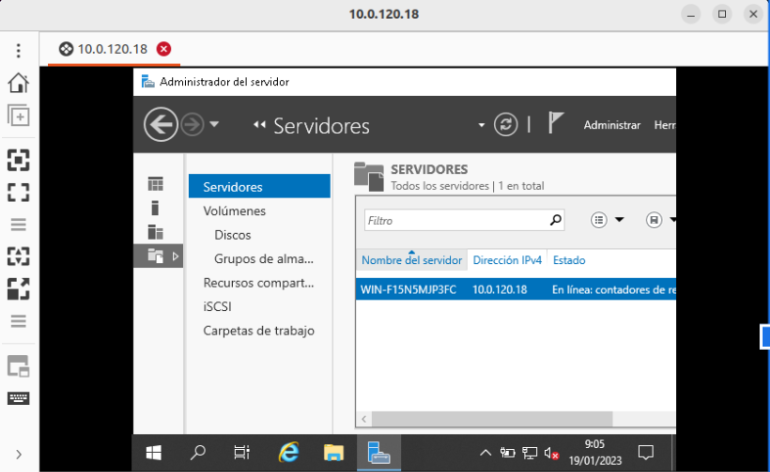 10.0.120.18
10.0.120.18
Administrador del servidor
Servidores
Administrar
Herr
Servidores
Volúmenes
Discos
Grupos de alma...
Recursos compart...
iSCSI
Carpetas de trabajo
SERVIDORES
Todos los servidores | 1 en total
Filtro
Nombre del servidor Dirección IPv4 Estado
WIN-F15N5MJP3FC 10.0.120.18 En línea: contadores de re
9:05
19/01/2023